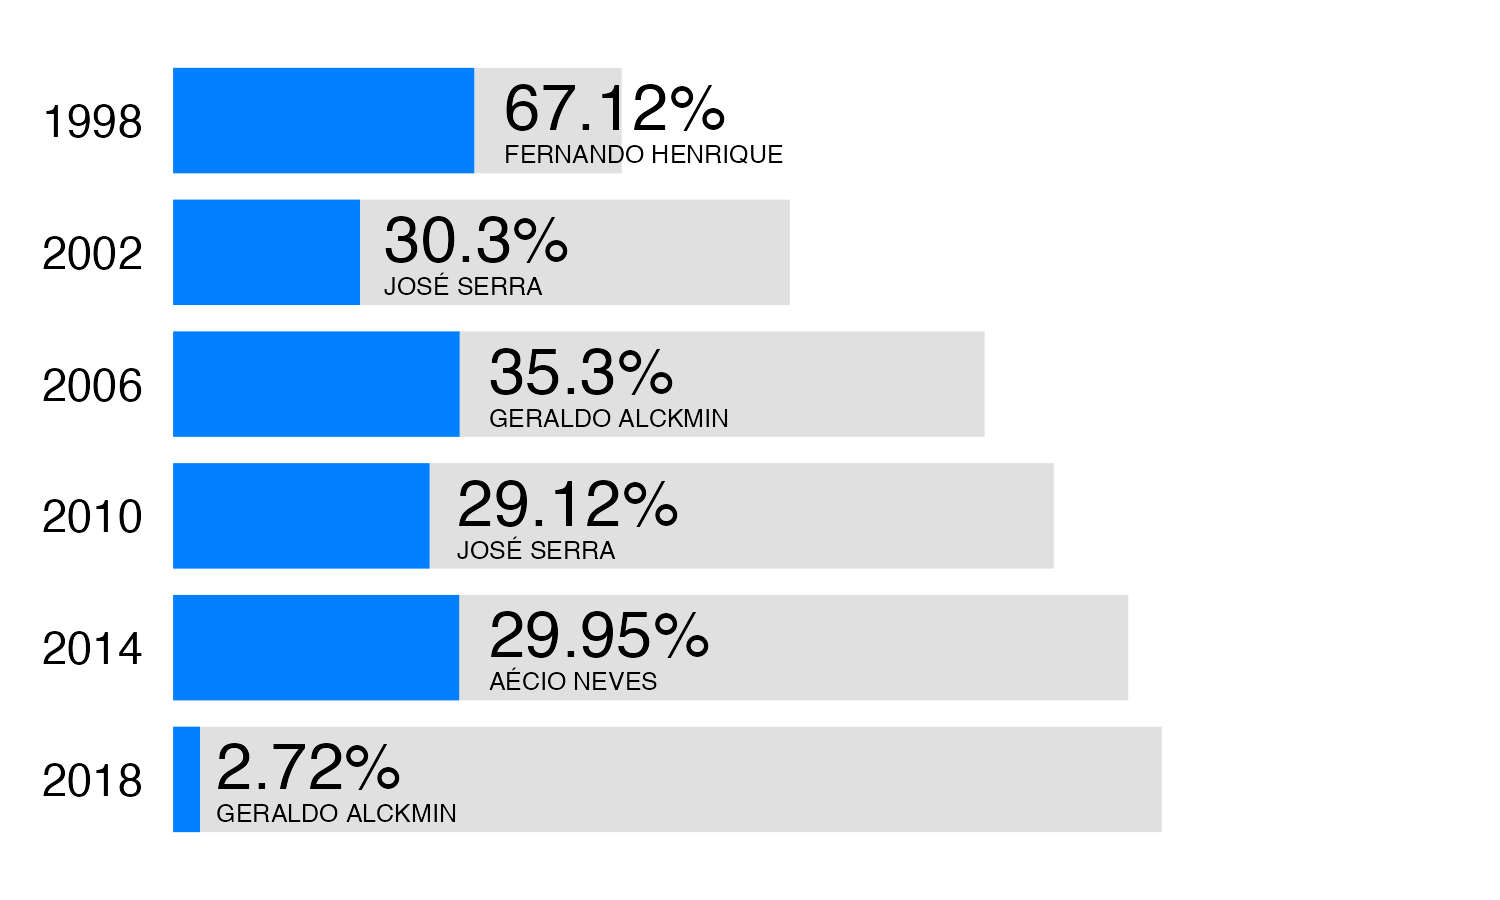 1998
67.12%
FERNANDO HENRIQUE
2002
30.3%
JOSÉ SERRA
2006
35.3%
GERALDO ALCKMIN
2010
29.12%
JOSÉ SERRA
2014
29.95%
AÉCIO NEVES
2018
2.72%
GERALDO ALCKMIN